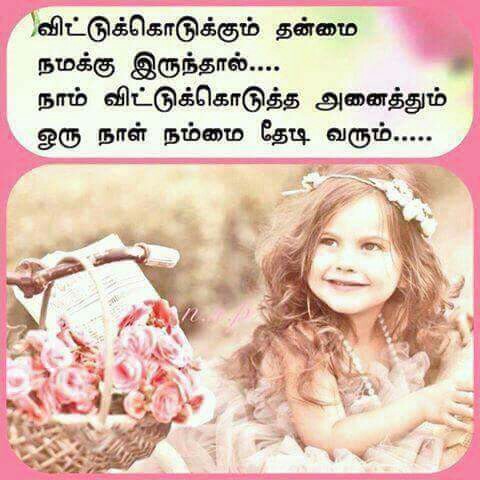 விட்டுக்கொடுக்கும் தன்மை
நமக்கு இருந்தால்....
நாம் விட்டுக்கொடுத்த அனைத்தும்
ஒரு நாள் நம்மை தேடி வரும்.....
n.s.p